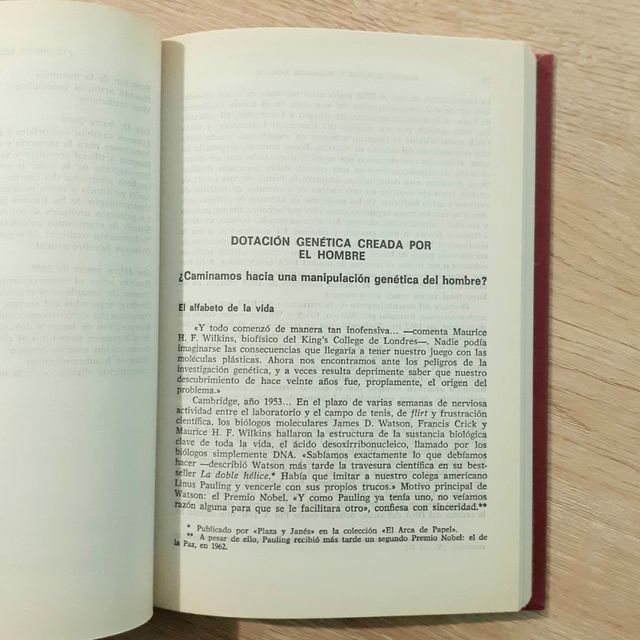 DOTACIÓN GENÉTICA CREADA POR
EL HOMBRE
¿Caminamos hacia una manipulación genética del hombre?
El alfabeto de la vida
«Y todo comenzó de manera tan inofensiva... —comenta Maurice
H. F. Wilkins, biofísico del King's College de Londres—. Nadie podía
imaginarse las consecuencias que llegaría a tener nuestro juego con las
moléculas plásticas. Ahora nos encontramos ante los peligros de la
investigación genética, y a veces resulta deprimente saber que nuestro
descubrimiento de hace veinte años fue, propiamente, el origen del
problema.»
Cambridge, año 1953... En el plazo de varias semanas de nerviosa
actividad entre el laboratorio y el campo de tenis, de flirt y frustración
científica, los biólogos moleculares James D. Watson, Francis Crick y
Maurice H. F. Wilkins hallaron la estructura de la sustancia biológica
clave de toda la vida, el ácido desoxirribonucleico, llamado por los
biólogos simplemente DNA. «Sabíamos exactamente lo que debíamos
hacer —describió Watson más tarde la travesura científica en su best-
seller La doble hélice.* Había que imitar a nuestro colega americano
Linus Pauling y vencerle con sus propios trucos.» Motivo principal de
Watson: el Premio Nobel. «Y como Pauling ya tenía uno, no veíamos
razón alguna para que se le facilitara otro», confiesa con sinceridad.**
* Publicado por «Plaza y Janés» en la colección «El Arca de Papel».
** A pesar de ello, Pauling recibió más tarde un segundo Premio Nobel: el de
la Paz, en 1962.